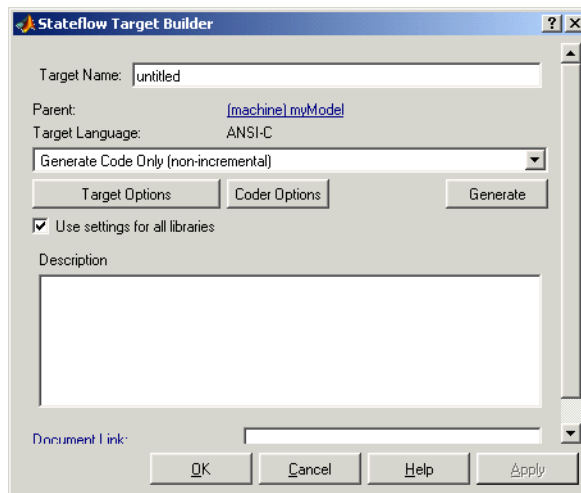 Stateflow Target Builder
Target Name: untitled
Parent: (machine) myModel
Target Language: ANSI-C
Generate Code Only (non-incremental)
Target Options Coder Options Generate
Use settings for all libraries
Description
Document Link:
OK Cancel Help Apply